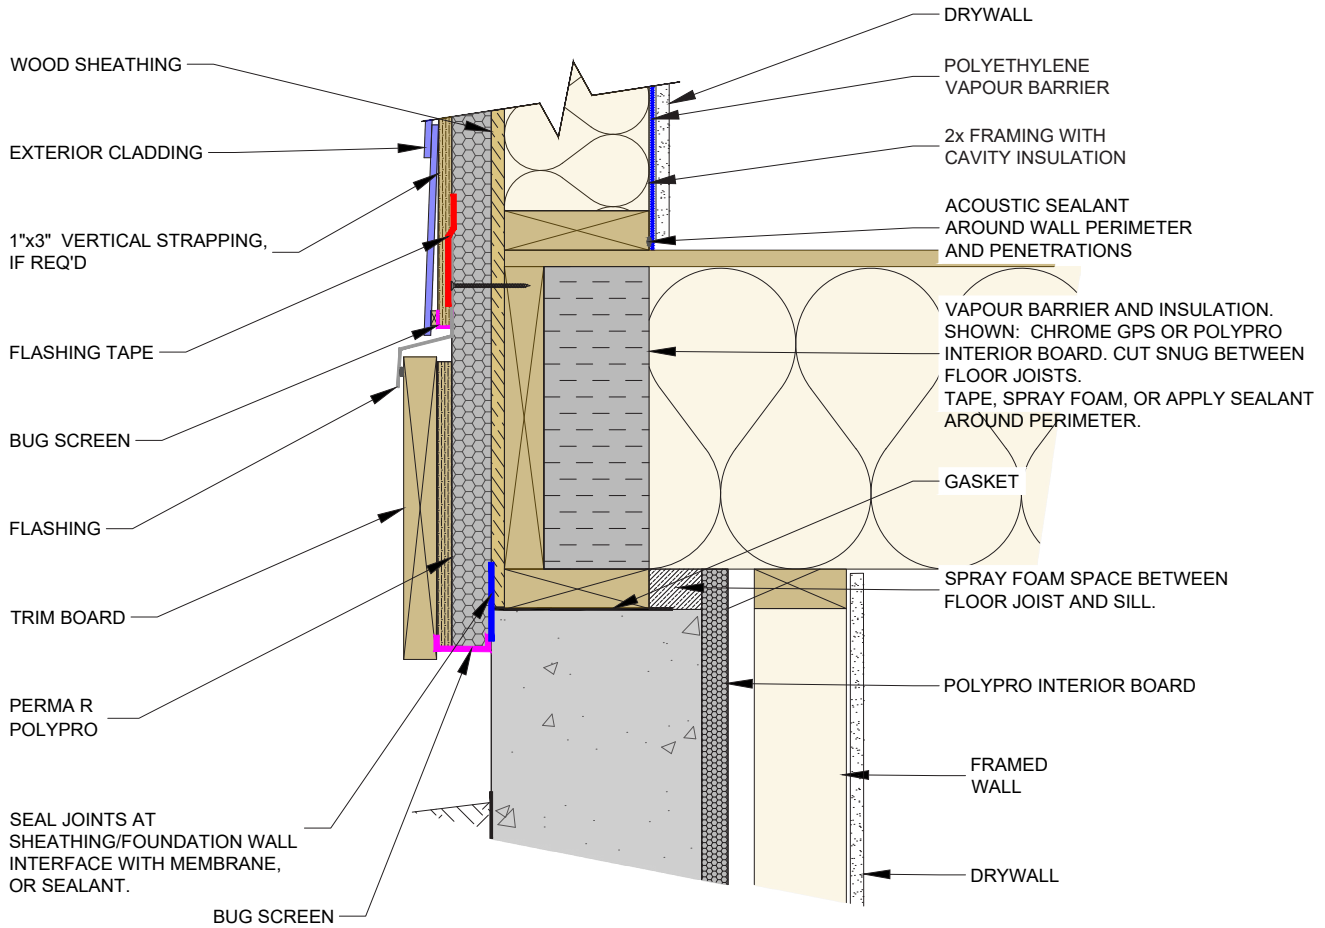 WOOD SHEATHING
EXTERIOR CLADDING
1"x3" VERTICAL STRAPPING,
IF REQ'D
FLASHING TAPE
BUG SCREEN
FLASHING
TRIM BOARD
PERMA R
POLYPRO
SEAL JOINTS AT
SHEATHING/FOUNDATION WALL
INTERFACE WITH MEMBRANE,
OR SEALANT.
BUG SCREEN
DRYWALL
POLYETHYLENE
VAPOUR BARRIER
2x FRAMING WITH
CAVITY INSULATION
ACOUSTIC SEALANT
AROUND WALL PERIMETER
AND PENETRATIONS
VAPOUR BARRIER AND INSULATION.
SHOWN: CHROME GPS OR POLYPRO
INTERIOR BOARD. CUT SNUG BETWEEN
FLOOR JOISTS.
TAPE, SPRAY FOAM, OR APPLY SEALANT
AROUND PERIMETER.
GASKET
SPRAY FOAM SPACE BETWEEN
FLOOR JOIST AND SILL.
POLYPRO INTERIOR BOARD
FRAMED
WALL
DRYWALL